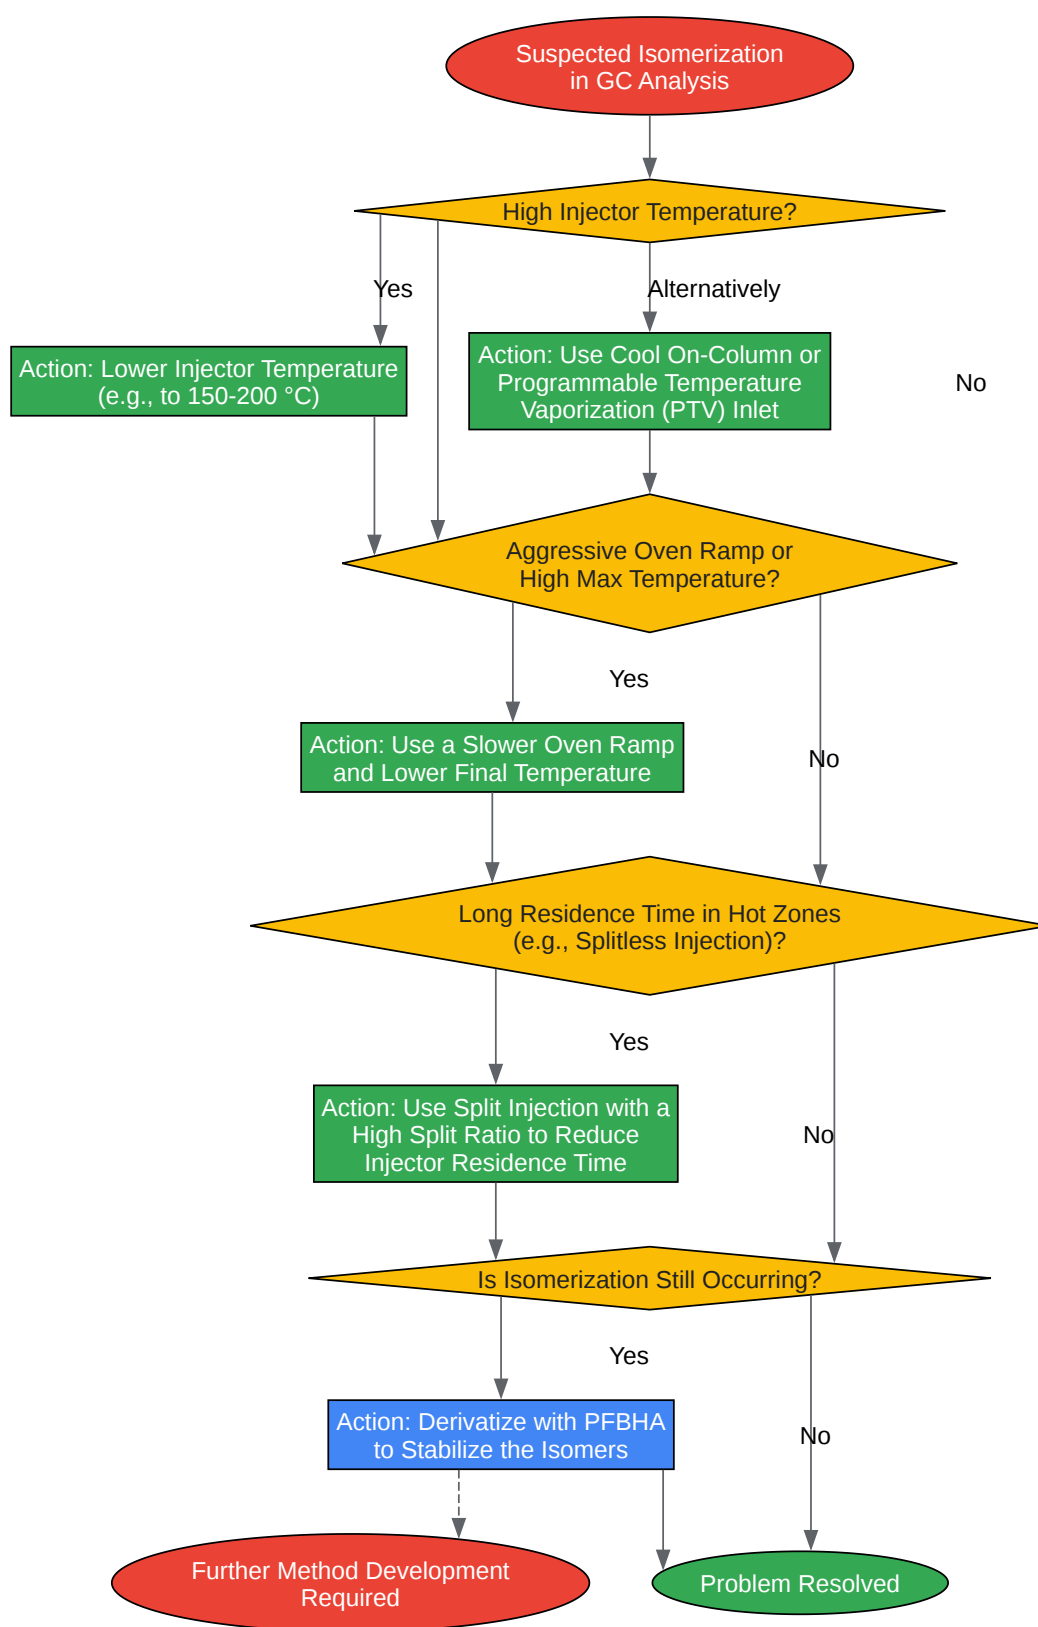 Suspected Isomerization
in GC Analysis
High Injector Temperature?
Yes
Alternatively
Action: Lower Injector Temperature
(e.g., to 150-200 °C)
Action: Use Cool On-Column or
Programmable Temperature
Vaporization (PTV) Inlet
No
Aggressive Oven Ramp or
High Max Temperature?
Yes
Action: Use a Slower Oven Ramp
and Lower Final Temperature
No
Long Residence Time in Hot Zones
(e.g., Splitless Injection)?
Yes
Action: Use Split Injection with a
High Split Ratio to Reduce
Injector Residence Time
No
Is Isomerization Still Occurring?
Yes
Action: Derivatize with PFBHA
to Stabilize the Isomers
No
Further Method Development
Required
Problem Resolved